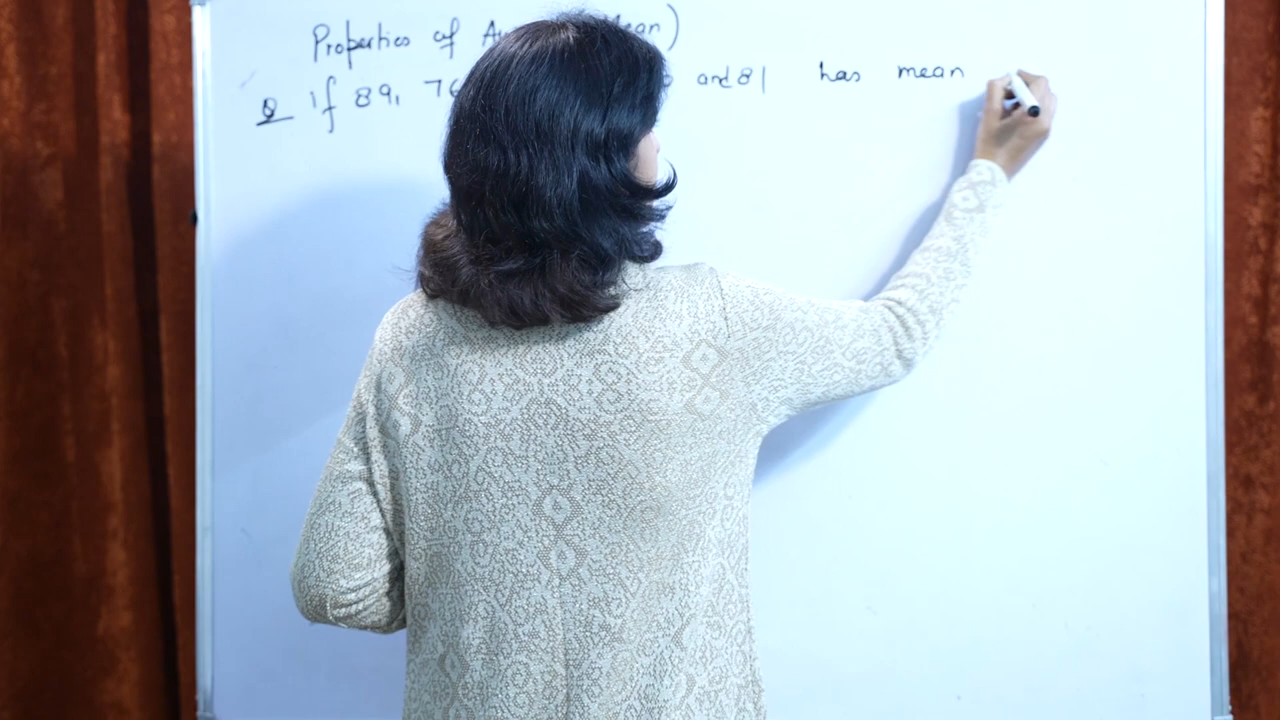 Properties of
Q If 89, 76 and 81 has mean